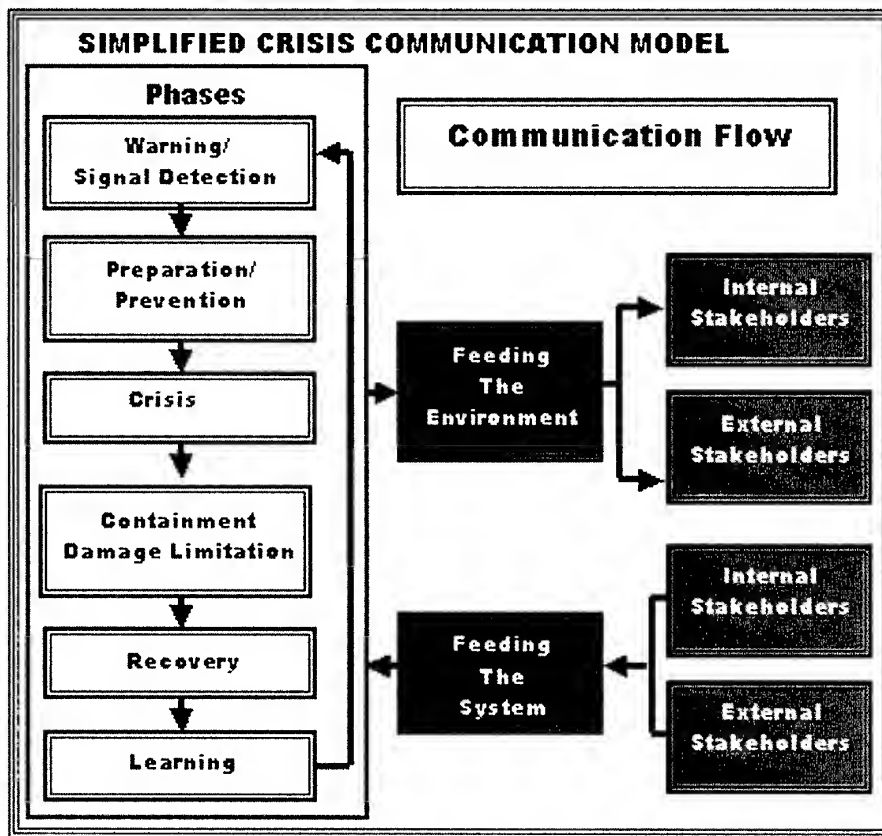 SIMPLIFIED CRISIS COMMUNICATION MODEL
Phases
Warning/
Signal Detection
Preparation/
Prevention
Crisis
Containment
Damage Limitation
Recovery
Learning
Communication Flow
Feeding
The
Environment
Internal
Stakeholders
External
Stakeholders
Feeding
The
System
Internal
Stakeholders
External
Stakeholders